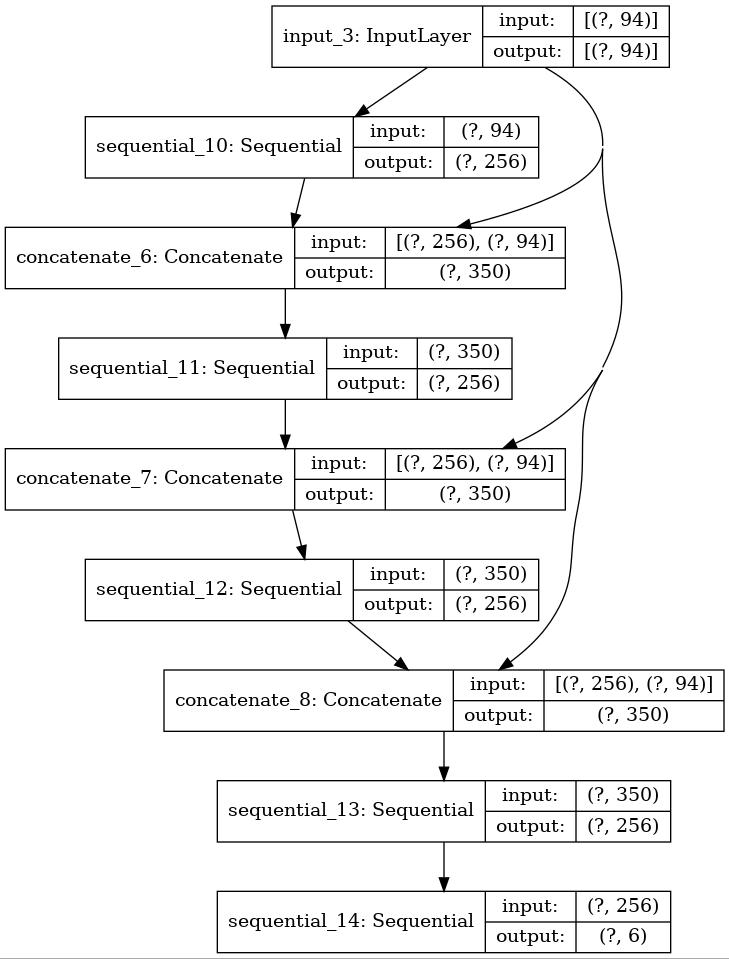 input_3: InputLayer input: [(?, 94)]
output: [(?, 94)]
sequential_10: Sequential input: (?, 94)
output: (?, 256)
concatenate_6: Concatenate input: [(?, 256), (?, 94)]
output: (?, 350)
sequential_11: Sequential input: (?, 350)
output: (?, 256)
concatenate_7: Concatenate input: [(?, 256), (?, 94)]
output: (?, 350)
sequential_12: Sequential input: (?, 350)
output: (?, 256)
concatenate_8: Concatenate input: [(?, 256), (?, 94)]
output: (?, 350)
sequential_13: Sequential input: (?, 350)
output: (?, 256)
sequential_14: Sequential input: (?, 256)
output: (?, 6)